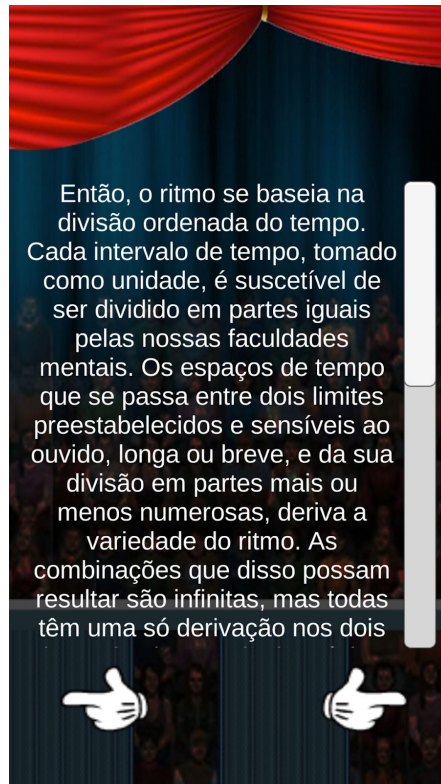 Então, o ritmo se baseia na
divisão ordenada do tempo.
Cada intervalo de tempo, tomado
como unidade, é suscetível de
ser dividido em partes iguais
pelas nossas faculdades
mentais. Os espaços de tempo
que se passa entre dois limites
preestabelecidos e sensíveis ao
ouvido, longa ou breve, e da sua
divisão em partes mais ou
menos numerosas, deriva a
variedade do ritmo. As
combinações que disso possam
resultar são infinitas, mas todas
têm uma só derivação nos dois